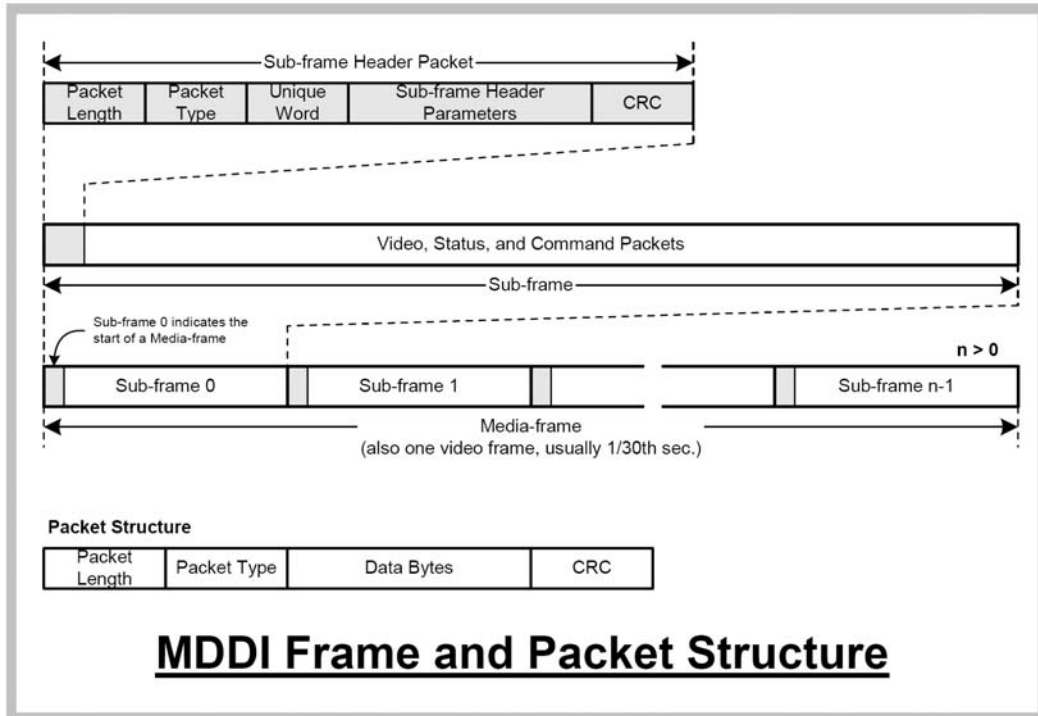 Sub-frame Header Packet
Packet Length
Packet Type
Unique Word
Sub-frame Header Parameters
CRC
Video, Status, and Command Packets
Sub-frame
Sub-frame 0 indicates the
start of a Media-frame
n > 0
Sub-frame 0
Sub-frame 1
Sub-frame n-1
Media-frame
(also one video frame, usually 1/30th sec.)
Packet Structure
Packet Length
Packet Type
Data Bytes
CRC
MDDI Frame and Packet Structure